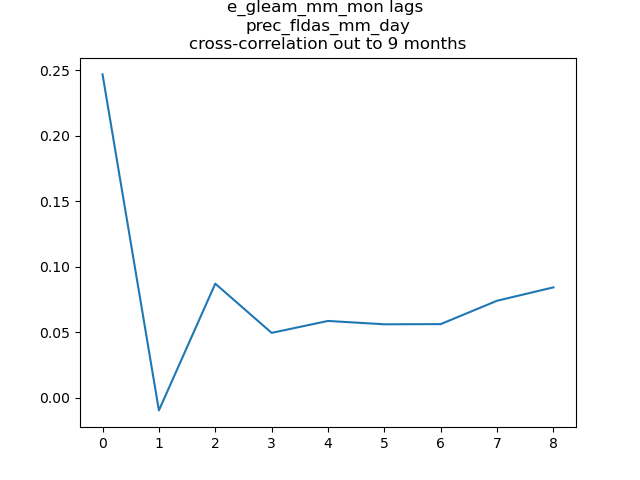 e_gleam_mm_mon lags
prec_fldas_mm_day
cross-correlation out to 9 months
0.25
0.20
0.15
0.10
0.05
0.00
0 1 2 3 4 5 6 7 8